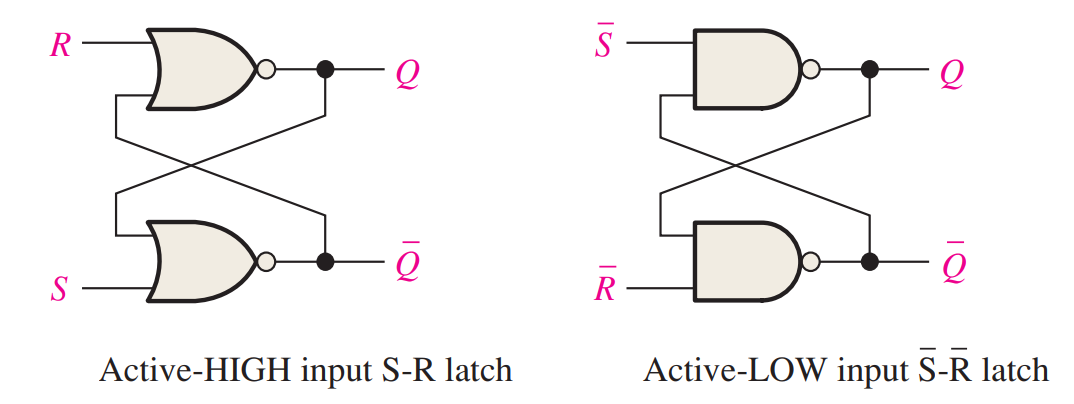 R
Q
S
Q̅
Active-HIGH input S-R latch
S̅
Q
R̅
Q̅
Active-LOW input S̅-R̅ latch